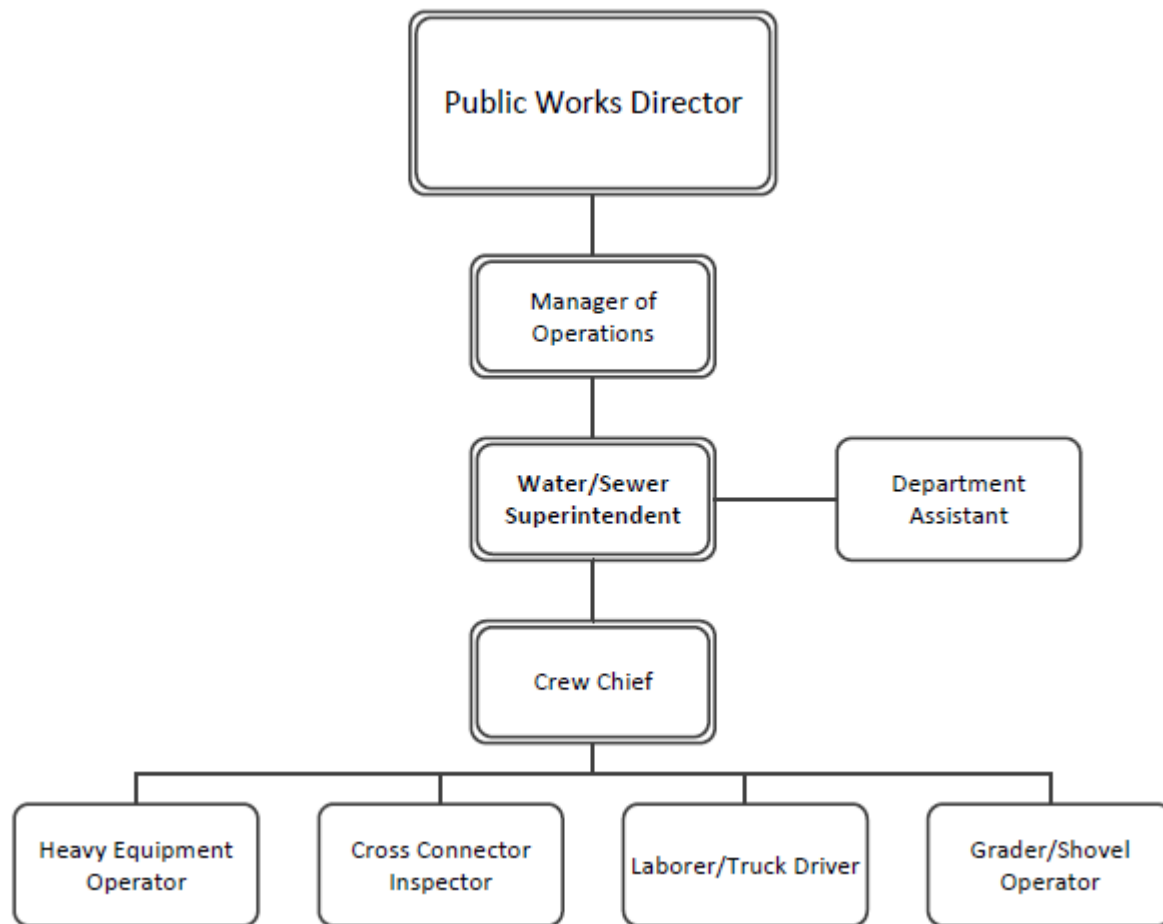 Public Works Director
Manager of
Operations
Water/Sewer
Superintendent
Department
Assistant
Crew Chief
Heavy Equipment
Operator
Cross Connector
Inspector
Laborer/Truck Driver
Grader/Shovel
Operator